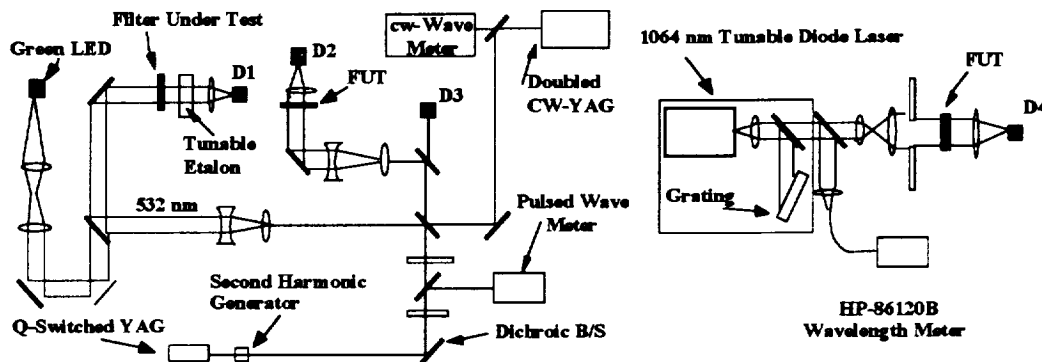 Filter Under Test
Green LED
D1
Tunable
Etalon
532 nm
D2
FUT
D3
cw-Wave
Meter
Doubled
CW-YAG
Pulsed Wave
Meter
Second Harmonic
Generator
Q-Switched YAG
Dichroic B/S
1064 nm Tunable Diode Laser
FUT
D4
Grating
HP-86120B
Wavelength Meter